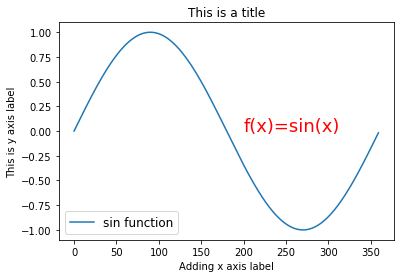 This is a title
This is y axis label
1.00
0.75
0.50
0.25
0.00
−0.25
−0.50
−0.75
−1.00
f(x)=sin(x)
sin function
0 50 100 150 200 250 300 350
Adding x axis label